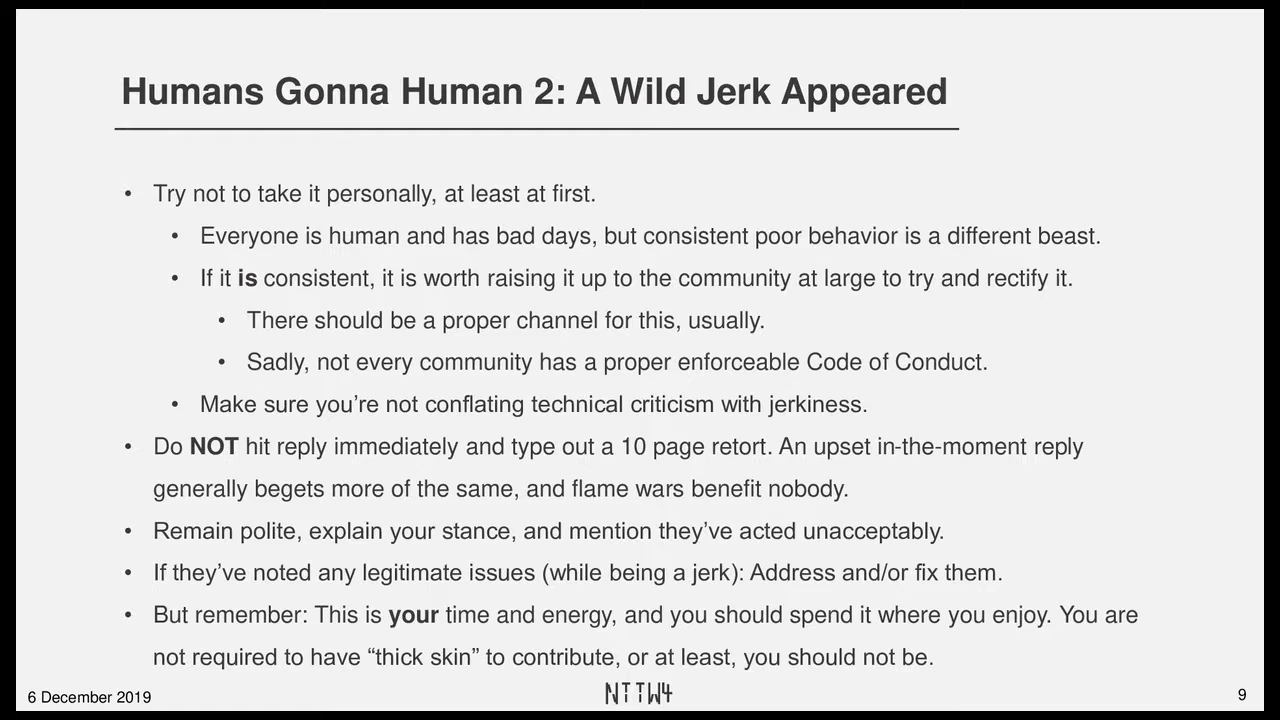 Humans Gonna Human 2: A Wild Jerk Appeared
• Try not to take it personally, at least at first.
• Everyone is human and has bad days, but consistent poor behavior is a different beast.
• If it is consistent, it is worth raising it up to the community at large to try and rectify it.
• There should be a proper channel for this, usually.
• Sadly, not every community has a proper enforceable Code of Conduct.
• Make sure you’re not conflating technical criticism with jerkiness.
• Do NOT hit reply immediately and type out a 10 page retort. An upset in-the-moment reply
generally begets more of the same, and flame wars benefit nobody.
• Remain polite, explain your stance, and mention they’ve acted unacceptably.
• If they’ve noted any legitimate issues (while being a jerk): Address and/or fix them.
• But remember: This is your time and energy, and you should spend it where you enjoy. You are
not required to have “thick skin” to contribute, or at least, you should not be.
6 December 2019
NTTW4
9